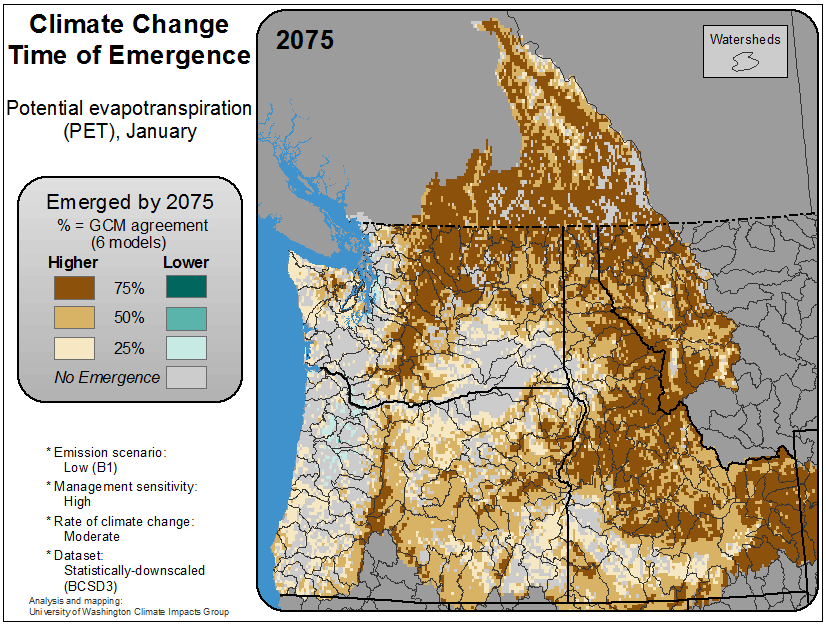 Climate Change
Time of Emergence
Potential evapotranspiration
(PET), January
Emerged by 2075
% = GCM agreement
(6 models)
Higher Lower
75%
50%
25%
No Emergence
* Emission scenario:
Low (B1)
* Management sensitivity:
High
* Rate of climate change:
Moderate
* Dataset:
Statistically-downscaled
(BCSD3)
Analysis and mapping:
University of Washington Climate Impacts Group
2075
Watersheds